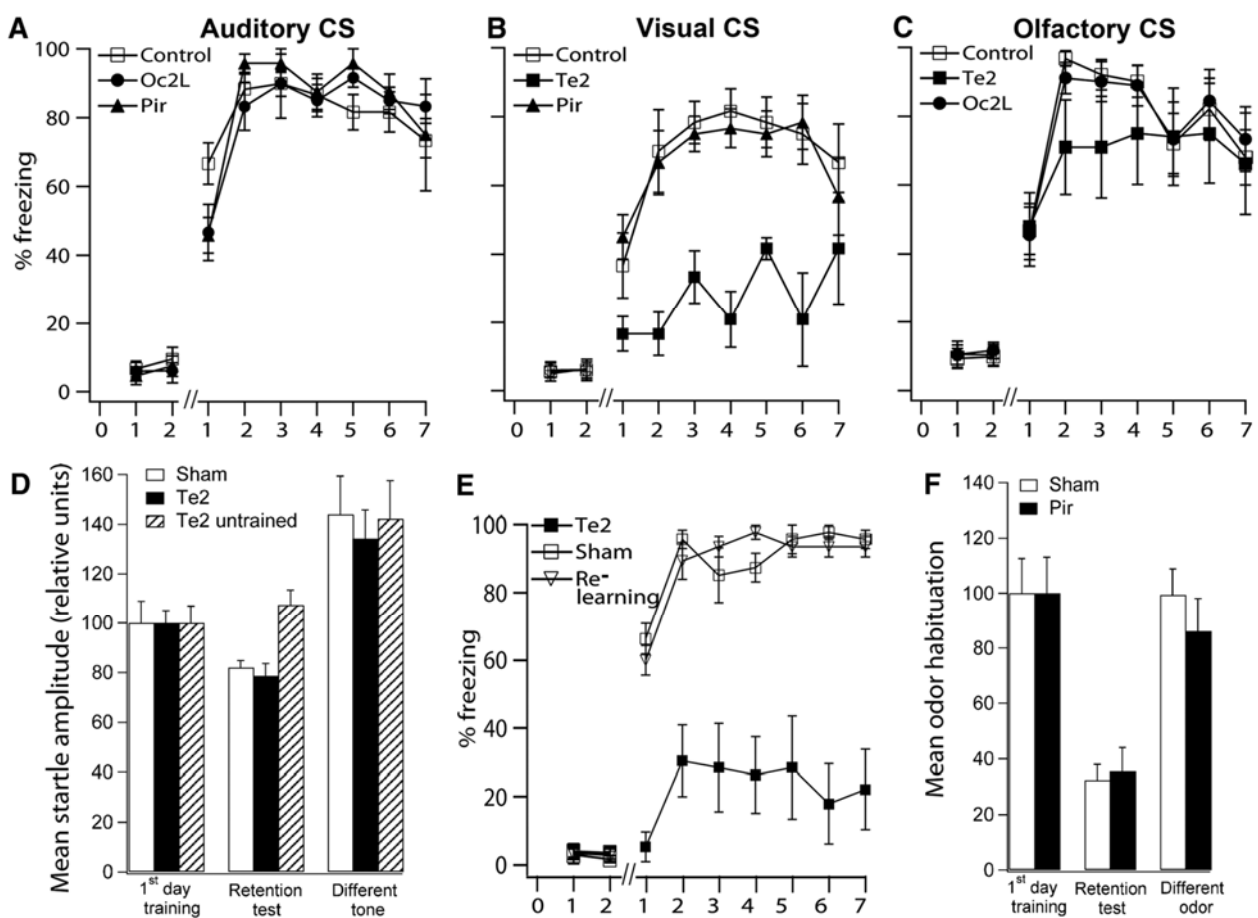 A Auditory CS
B Visual CS
C Olfactory CS
100
80
60
40
20
0
% freezing
Control
Oc2L
Pir
0 1 2 // 1 2 3 4 5 6 7
Control
Te2
Pir
0 1 2 // 1 2 3 4 5 6 7
Control
Te2
Oc2L
0 1 2 // 1 2 3 4 5 6 7
D
Mean startle amplitude (relative units)
160
140
120
100
80
60
40
20
0
Sham
Te2
Te2 untrained
1st day training
Retention test
Different tone
E
% freezing
100
80
60
40
20
0
Te2
Sham
Re-
learning
0 1 2 // 1 2 3 4 5 6 7
F
Mean odor habituation
140
120
100
80
60
40
20
0
Sham
Pir
1st day training
Retention test
Different odor